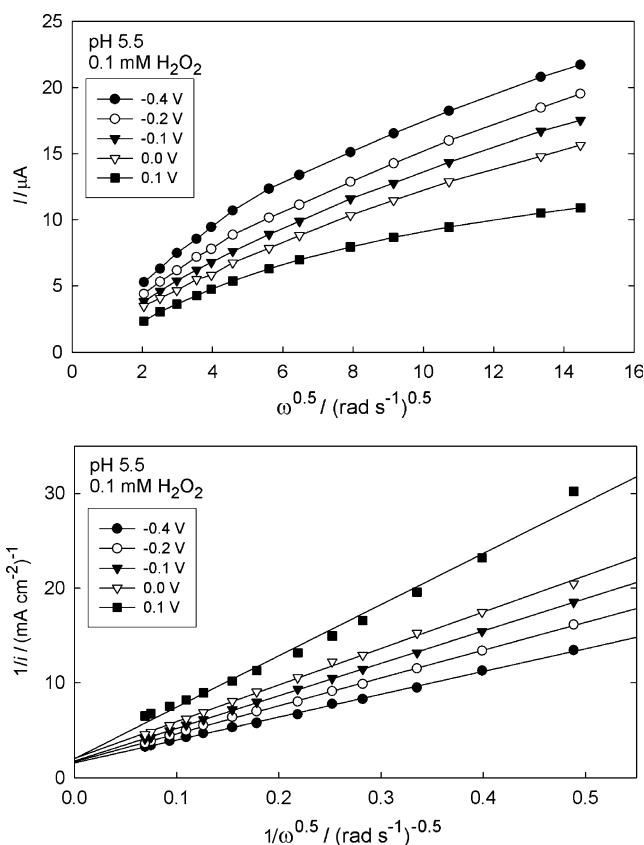 pH 5.5
0.1 mM H₂O₂
-0.4 V
-0.2 V
-0.1 V
0.0 V
0.1 V
25
20
15
10
5
0
I / μA
0 2 4 6 8 10 12 14 16
ω^0.5 / (rad s⁻¹)^0.5
pH 5.5
0.1 mM H₂O₂
-0.4 V
-0.2 V
-0.1 V
0.0 V
0.1 V
30
20
10
0
1/i / (mA cm⁻²)⁻¹
0.0 0.1 0.2 0.3 0.4 0.5
1/ω^0.5 / (rad s⁻¹)^-0.5